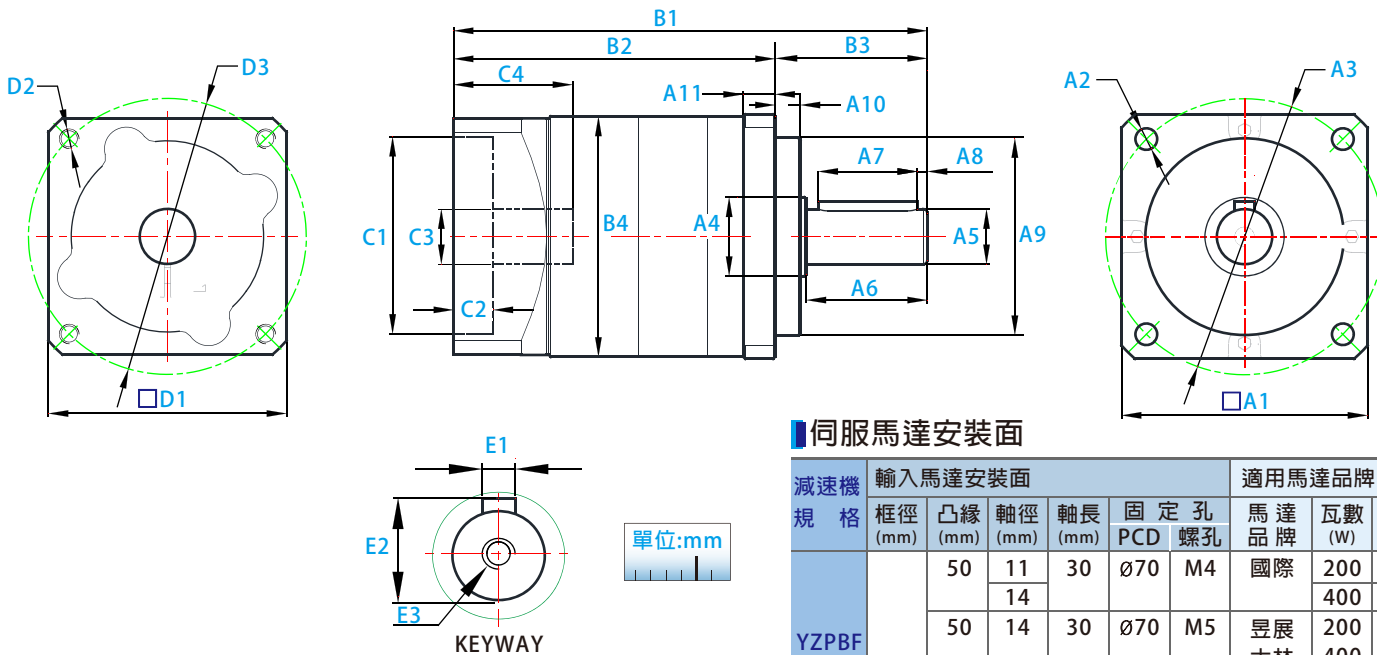 B1
B2
B3
C4
A11
A10
A7
A8
D3
D2
A2
A3
C1
C3
B4
A4
A5
A9
C2
A6
□D1
□A1
E1
E2
E3
KEYWAY
單位:mm
伺服馬達安裝面
減速機規格 輸入馬達安裝面 適用馬達品牌
框徑(mm) 凸緣(mm) 軸徑(mm) 軸長(mm) 固定孔 馬達品牌 瓦數(W)
PCD 螺孔
50 11 30 Ø70 M4 國際 200
14 400
YZPBF 50 14 30 Ø70 M5 昱展 200